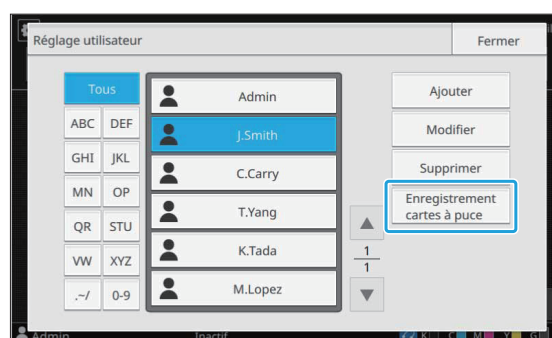 Réglage utilisateur
Fermer
Tous
ABC DEF
GHI JKL
MN OP
QR STU
VW XYZ
.~/ 0-9
Admin
J.Smith
C.Carry
T.Yang
K.Tada
M.Lopez
1
1
Ajouter
Modifier
Supprimer
Enregistrement
cartes à puce
Admin
Inactif
K C M Y G